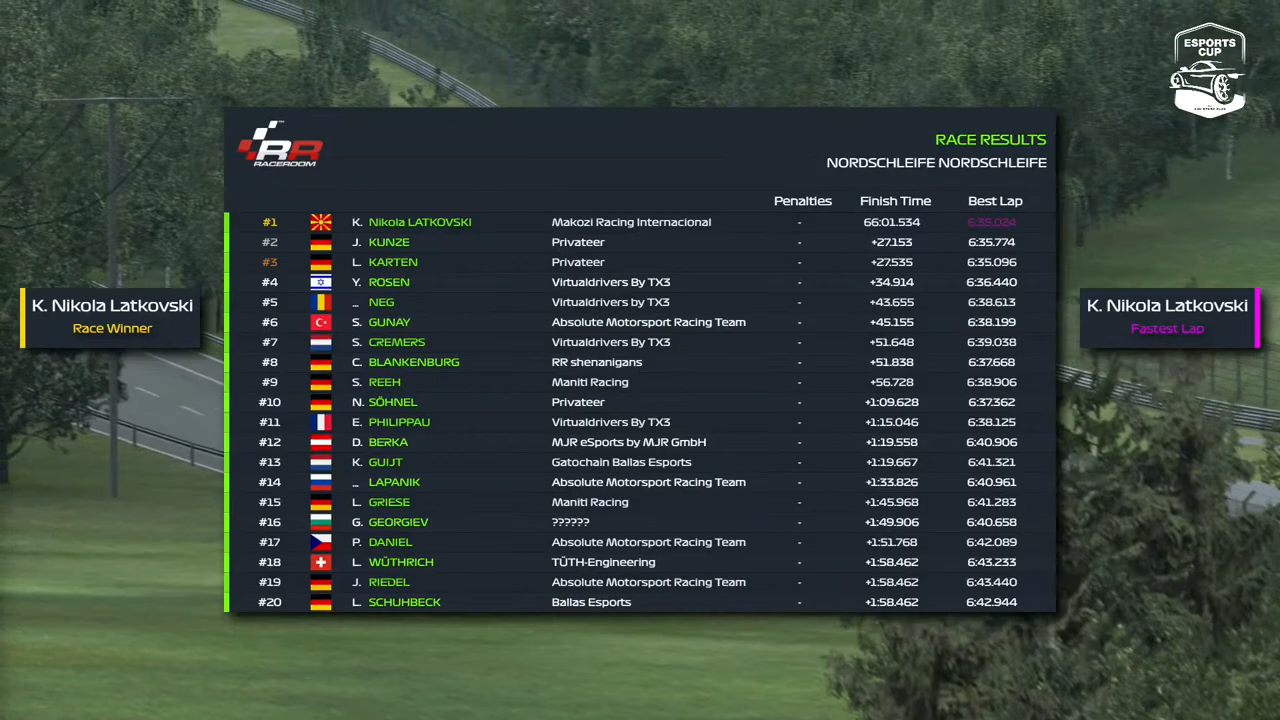 ESPORTS
CUP
RR
RACEROOM
RACE RESULTS
NORDSCHLEIFE NORDSCHLEIFE
Penalties Finish Time Best Lap
#1 K. Nikola LATKOVSKI Makozi Racing Internacional - 66:01.534 6:35.024
#2 J. KUNZE Privateer - +27.153 6:35.774
#3 L. KARTEN Privateer - +27.535 6:35.096
#4 Y. ROSEN Virtualdrivers By TX3 - +34.914 6:36.440
#5 _ NEG Virtualdrivers by TX3 - +43.655 6:38.613
#6 S. GUNAY Absolute Motorsport Racing Team - +45.155 6:38.199
#7 S. CREMERS Virtualdrivers By TX3 - +51.648 6:39.038
#8 C. BLANKENBURG RR shenanigans - +51.838 6:37.668
#9 S. REEH Maniti Racing - +56.728 6:38.906
#10 N. SÖHNEL Privateer - +1:09.628 6:37.362
#11 E. PHILIPPAU Virtualdrivers By TX3 - +1:15.046 6:38.125
#12 D. BERKA MJR eSports by MJR GmbH - +1:19.558 6:40.906
#13 K. GUIJT Gatochain Ballas Esports - +1:19.667 6:41.321
#14 _ LAPANIK Absolute Motorsport Racing Team - +1:33.826 6:40.961
#15 L. GRIESE Maniti Racing - +1:45.968 6:41.283
#16 G. GEORGIEV ?????? - +1:49.906 6:40.658
#17 P. DANIEL Absolute Motorsport Racing Team - +1:51.768 6:42.089
#18 L. WÜTHRICH TÜTH-Engineering - +1:58.462 6:43.233
#19 J. RIEDEL Absolute Motorsport Racing Team - +1:58.462 6:43.440
#20 L. SCHUHBECK Ballas Esports - +1:58.462 6:42.944
K. Nikola Latkovski
Race Winner
K. Nikola Latkovski
Fastest Lap